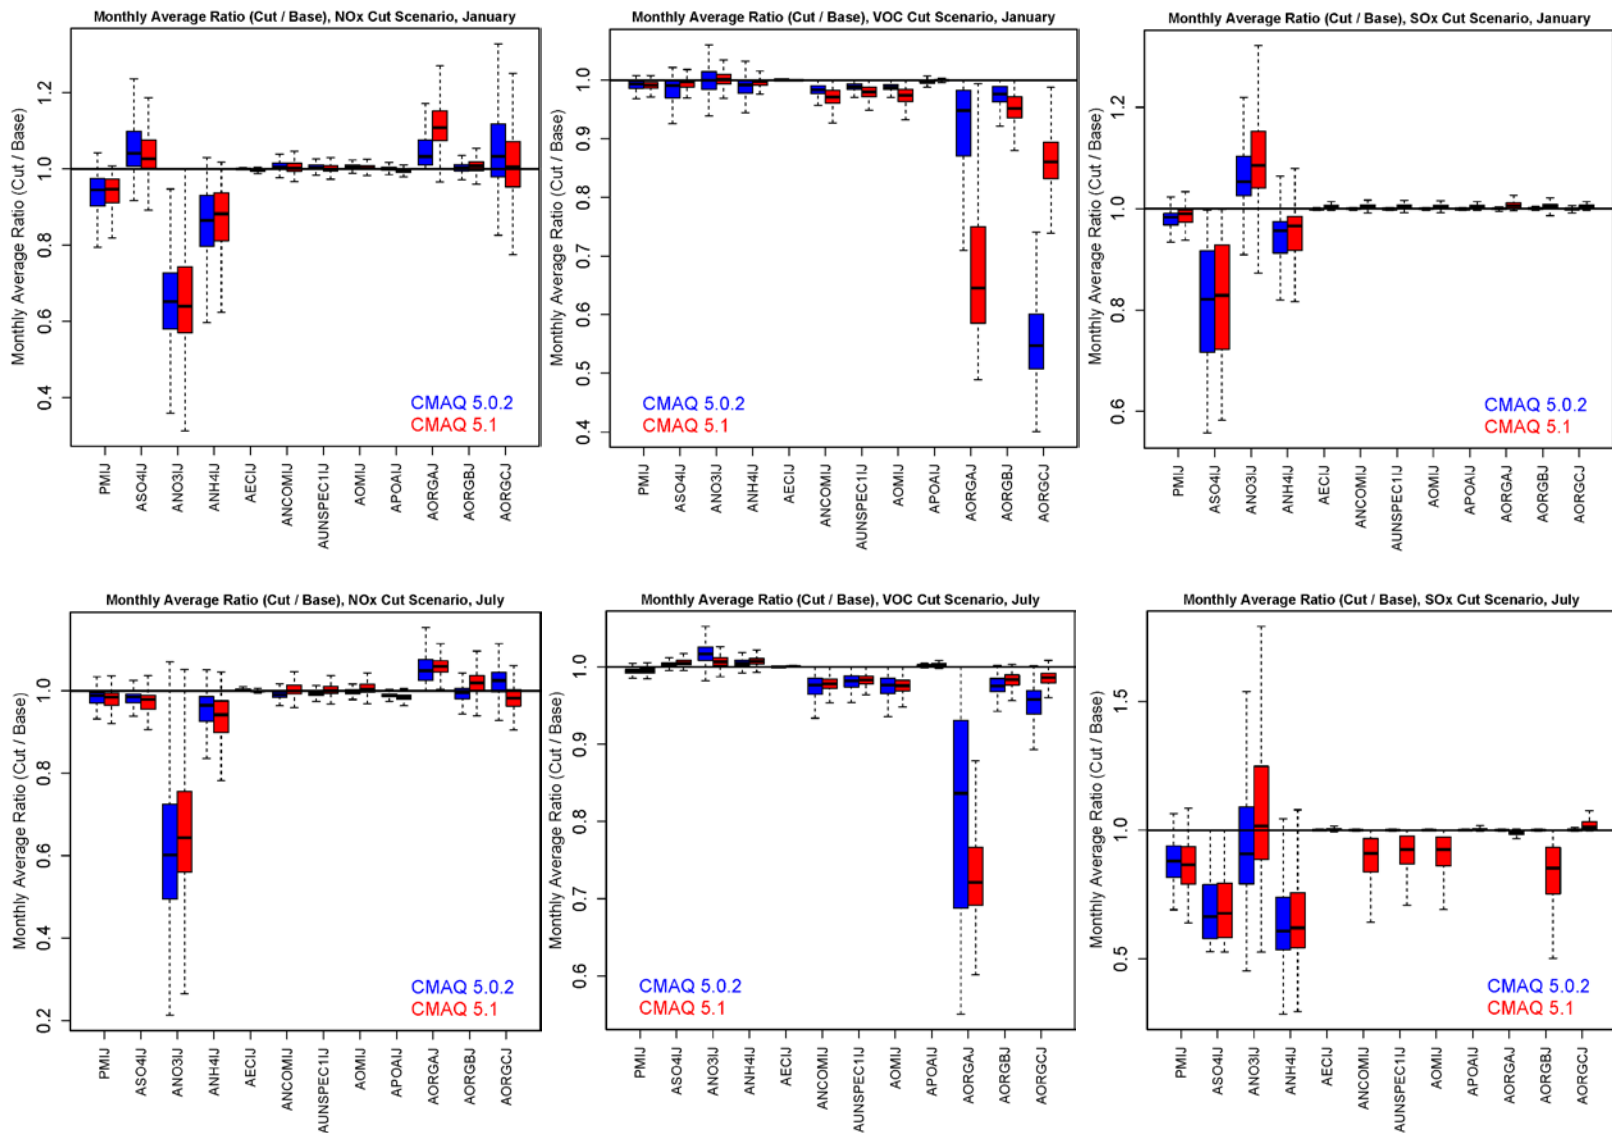 Monthly Average Ratio (Cut / Base), NOx Cut Scenario, January
Monthly Average Ratio (Cut / Base)
1.2
1.0
0.8
0.6
0.4
CMAQ 5.0.2
CMAQ 5.1
PMIJ
ASO4IJ
ANO3IJ
ANH4IJ
AECIJ
ANCOMIJ
AUNSPEC1IJ
AOMIJ
APOAIJ
AORGAJ
AORGBJ
AORGCJ
Monthly Average Ratio (Cut / Base), VOC Cut Scenario, January
Monthly Average Ratio (Cut / Base)
1.0
0.9
0.8
0.7
0.6
0.5
0.4
CMAQ 5.0.2
CMAQ 5.1
PMIJ
ASO4IJ
ANO3IJ
ANH4IJ
AECIJ
ANCOMIJ
AUNSPEC1IJ
AOMIJ
APOAIJ
AORGAJ
AORGBJ
AORGCJ
Monthly Average Ratio (Cut / Base), SOx Cut Scenario, January
Monthly Average Ratio (Cut / Base)
1.2
1.0
0.8
0.6
CMAQ 5.0.2
CMAQ 5.1
PMIJ
ASO4IJ
ANO3IJ
ANH4IJ
AECIJ
ANCOMIJ
AUNSPEC1IJ
AOMIJ
APOAIJ
AORGAJ
AORGBJ
AORGCJ
Monthly Average Ratio (Cut / Base), NOx Cut Scenario, July
Monthly Average Ratio (Cut / Base)
1.0
0.8
0.6
0.4
0.2
CMAQ 5.0.2
CMAQ 5.1
PMIJ
ASO4IJ
ANO3IJ
ANH4IJ
AECIJ
ANCOMIJ
AUNSPEC1IJ
AOMIJ
APOAIJ
AORGAJ
AORGBJ
AORGCJ
Monthly Average Ratio (Cut / Base), VOC Cut Scenario, July
Monthly Average Ratio (Cut / Base)
1.0
0.9
0.8
0.7
0.6
CMAQ 5.0.2
CMAQ 5.1
PMIJ
ASO4IJ
ANO3IJ
ANH4IJ
AECIJ
ANCOMIJ
AUNSPEC1IJ
AOMIJ
APOAIJ
AORGAJ
AORGBJ
AORGCJ
Monthly Average Ratio (Cut / Base), SOx Cut Scenario, July
Monthly Average Ratio (Cut / Base)
1.5
1.0
0.5
CMAQ 5.0.2
CMAQ 5.1
PMIJ
ASO4IJ
ANO3IJ
ANH4IJ
AECIJ
ANCOMIJ
AUNSPEC1IJ
AOMIJ
APOAIJ
AORGAJ
AORGBJ
AORGCJ